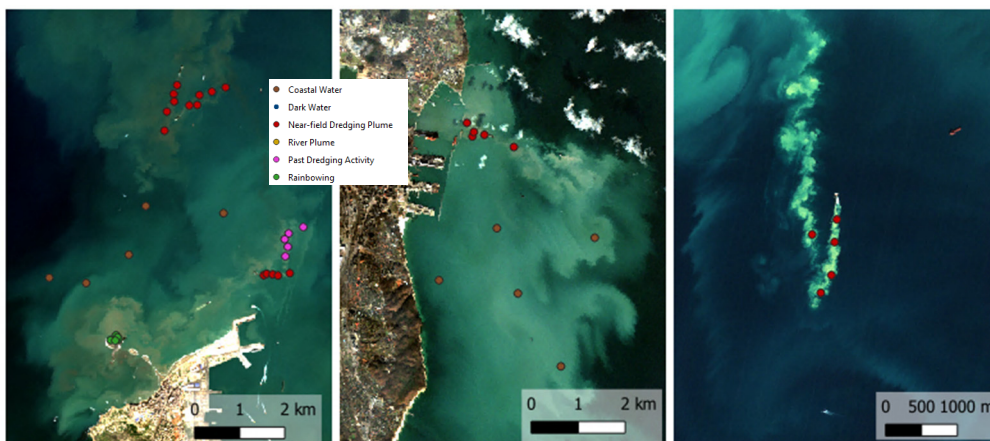 Coastal Water
Dark Water
Near-field Dredging Plume
River Plume
Past Dredging Activity
Rainbowing
0 1 2 km
0 1 2 km
0 500 1000 m